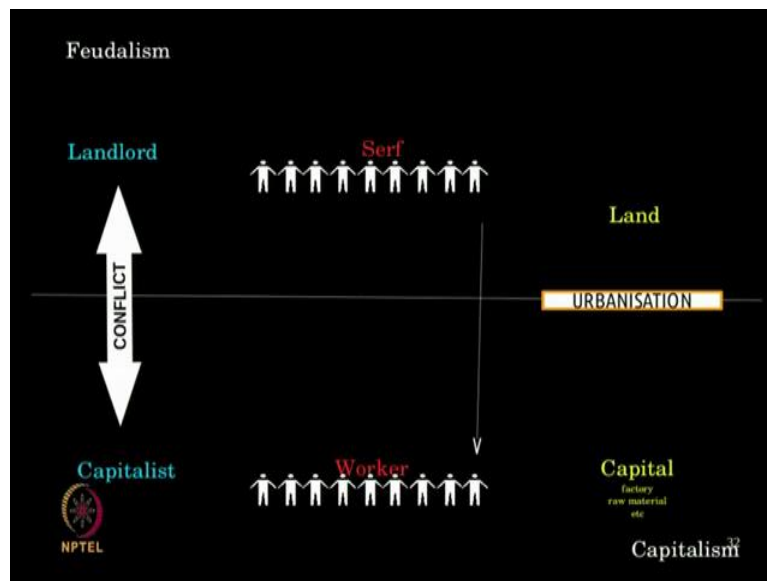 Feudalism
Landlord
Serf
Land
CONFLICT
URBANISATION
Capitalist
Worker
Capital
factory
raw material
etc
NPTEL
Capitalism
32